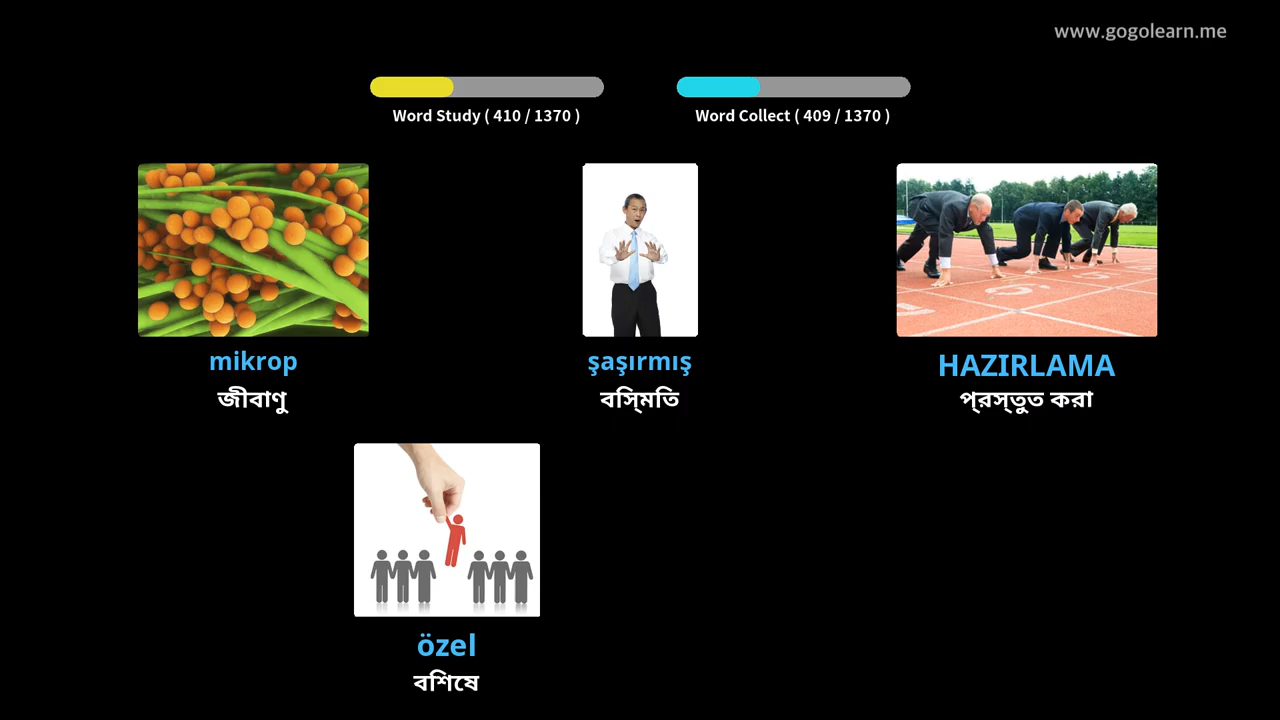 www.gogolearn.me
Word Study ( 410 / 1370 )
Word Collect ( 409 / 1370 )
mikrop
জীবাণু
şaşırmış
বিস্মিত
HAZIRLAMA
প্রস্তুত করা
özel
বিশেষ